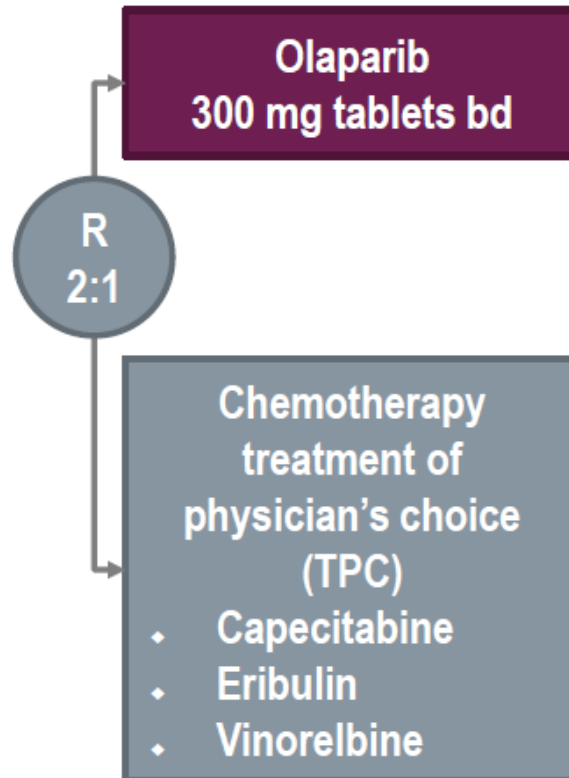 Olaparib
300 mg tablets bd
R
2:1
Chemotherapy
treatment of
physician's choice
(TPC)
⬥ Capecitabine
⬥ Eribulin
⬥ Vinorelbine